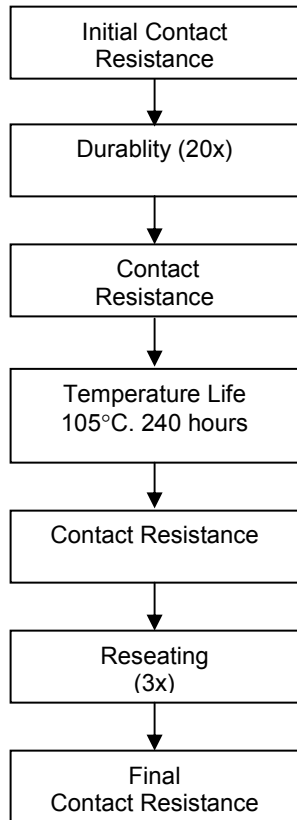 Initial Contact
Resistance
Durablity (20x)
Contact
Resistance
Temperature Life
105°C. 240 hours
Contact Resistance
Reseating
(3x)
Final
Contact Resistance